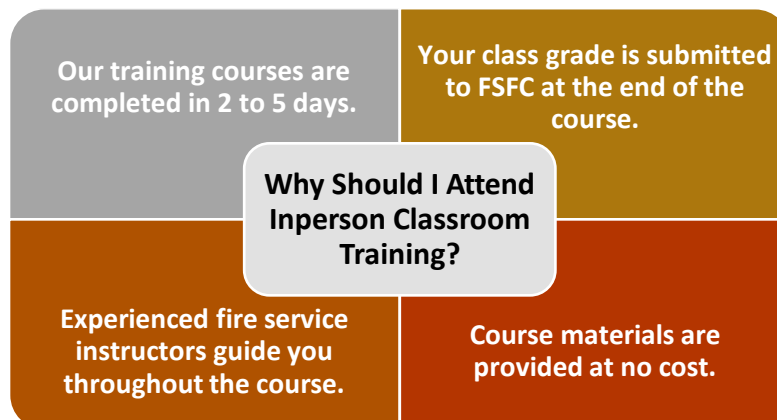 Our training courses are
completed in 2 to 5 days.
Your class grade is submitted
to FSFC at the end of the
course.
Why Should I Attend
Inperson Classroom
Training?
Experienced fire service
instructors guide you
throughout the course.
Course materials are
provided at no cost.